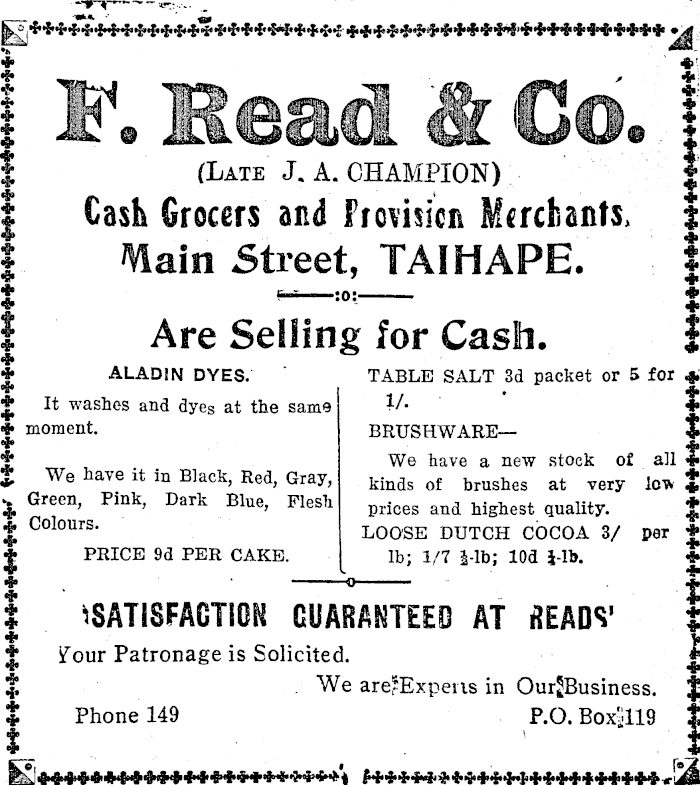 F. Read & Co.
(LATE J. A. CHAMPION)
Cash Grocers and Provision Merchants.
Main Street, TAIHAPE.
:o:
Are Selling for Cash.
ALADIN DYES.
It washes and dyes at the same
moment.
We have it in Black, Red, Gray,
Green, Pink, Dark Blue, Flesh
Colours.
PRICE 9d PER CAKE.
TABLE SALT 3d packet or 5 for
1/.
BRUSHWARE—
We have a new stock of all
kinds of brushes at very low
prices and highest quality.
LOOSE DUTCH COCOA 3/ per
lb; 1/7 ½-lb; 10d ¼-lb.
'SATISFACTION GUARANTEED AT READS'
Your Patronage is Solicited.
We are Experts in Our Business.
Phone 149
P.O. Box 119